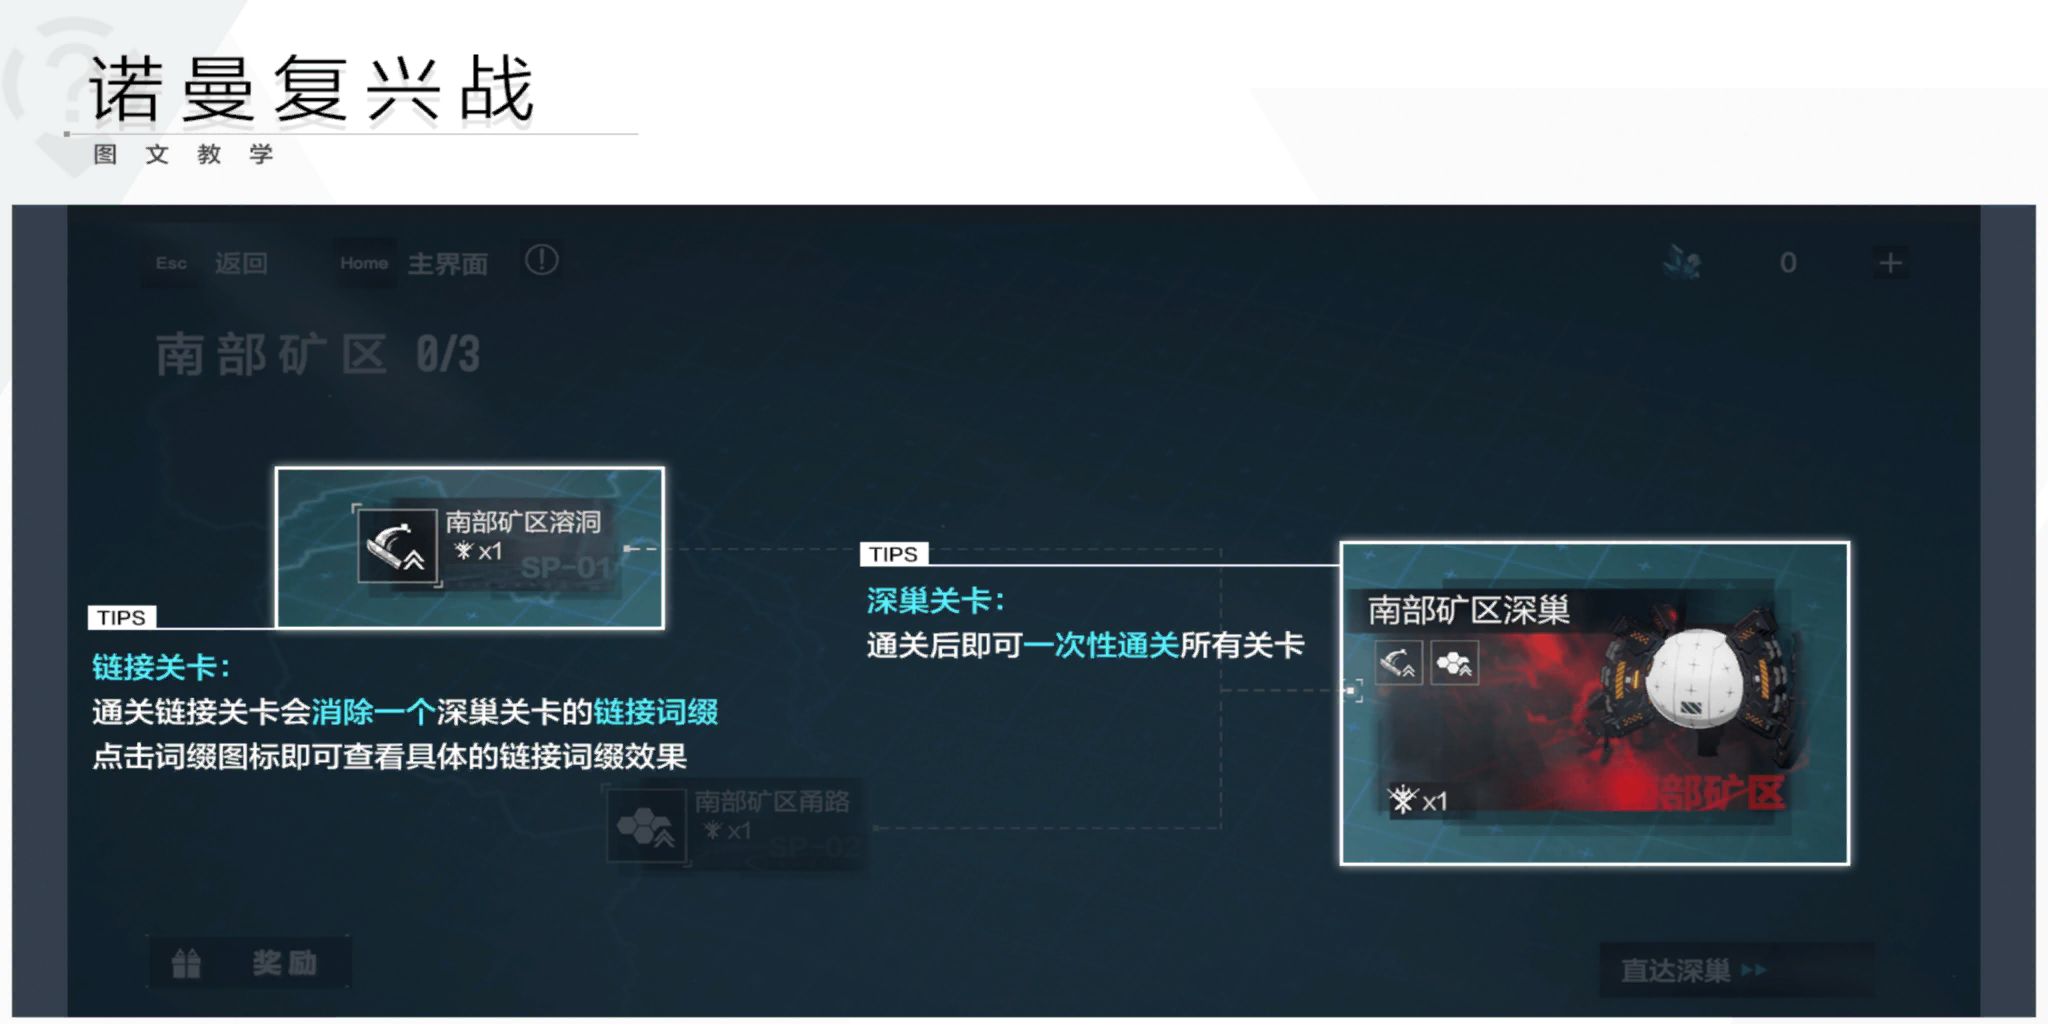 诺曼复兴战
图文教学
Esc 返回 Home 主界面
0
南部矿区 0/3
南部矿区溶洞
x1
SP-01
TIPS
链接关卡：
通关链接关卡会消除一个深巢关卡的链接词缀
点击词缀图标即可查看具体的链接词缀效果
TIPS
深巢关卡：
通关后即可一次性通关所有关卡
南部矿区深巢
x1
部矿区
南部矿区甬路
x1
SP-02
奖励
直达深巢